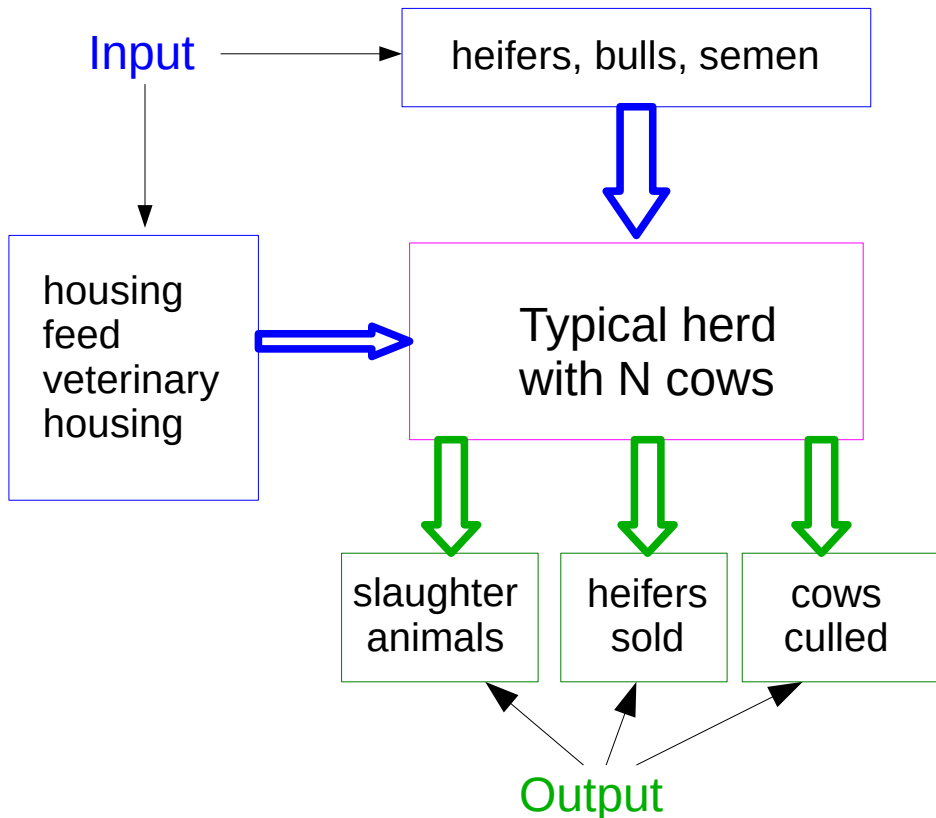 Input
heifers, bulls, semen
housing
feed
veterinary
housing
Typical herd
with N cows
slaughter
animals
heifers
sold
cows
culled
Output